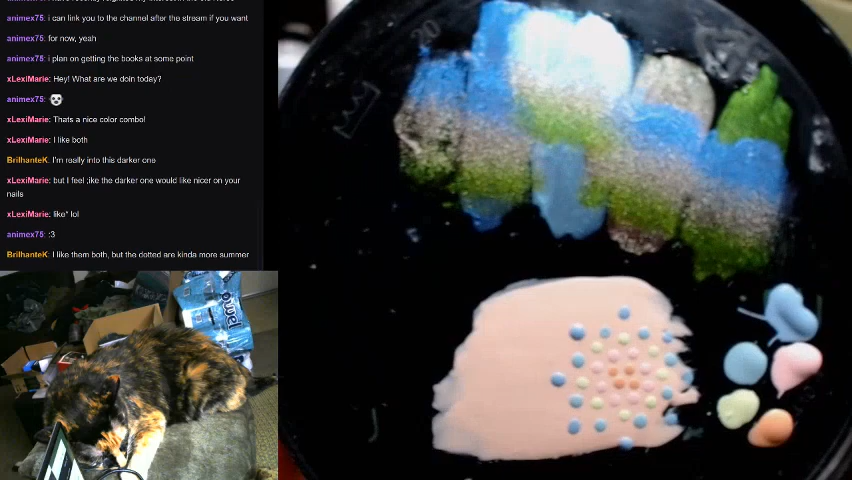 animex75: i can link you to the channel after the stream if you want
animex75: for now, yeah
animex75: i plan on getting the books at some point
xLexiMarie: Hey! What are we doin today?
animex75:
xLexiMarie: Thats a nice color combo!
xLexiMarie: I like both
BrilhanteK: I'm really into this darker one
xLexiMarie: but I feel ;ike the darker one would like nicer on your
nails
xLexiMarie: like* lol
animex75: :3
BrilhanteK: I like them both, but the dotted are kinda more summer